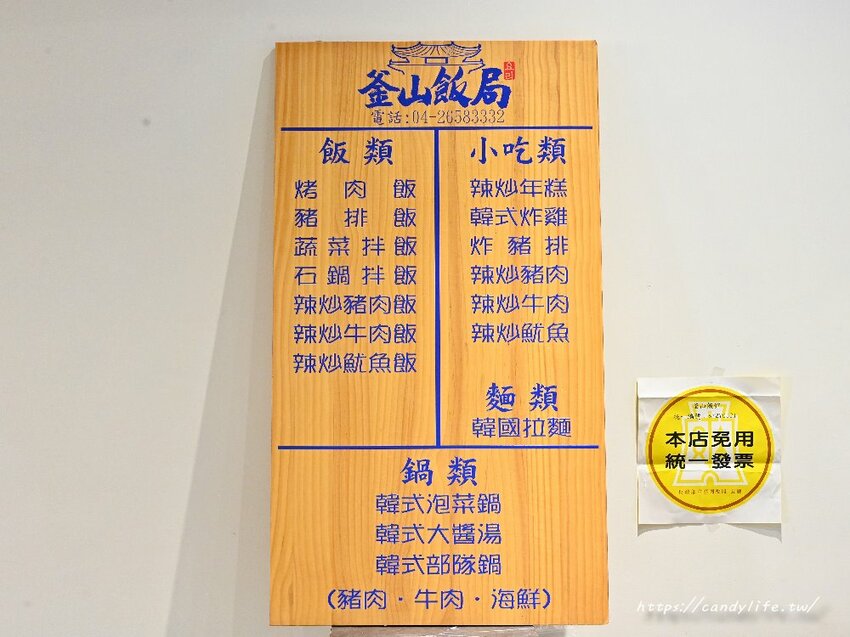 釜山飯局
電話:04-26583332
飯類
烤肉飯
豬排飯
蔬菜拌飯
石鍋拌飯
辣炒豬肉飯
辣炒牛肉飯
辣炒魷魚飯
小吃類
辣炒年糕
韓式炸雞
炸豬排
辣炒豬肉
辣炒牛肉
辣炒魷魚
麵類
韓國拉麵
鍋類
韓式泡菜鍋
韓式大醬湯
韓式部隊鍋
(豬肉・牛肉・海鮮)
本店免用
統一發票
https://candylife.tw/